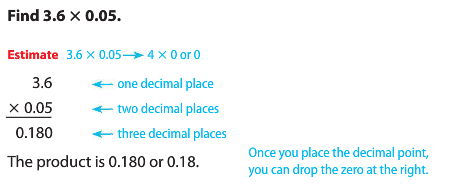 Find 3.6 × 0.05.
Estimate 3.6 × 0.05 → 4 × 0 or 0
3.6 ← one decimal place
× 0.05 ← two decimal places
0.180 ← three decimal places
The product is 0.180 or 0.18.
Once you place the decimal point,
you can drop the zero at the right.